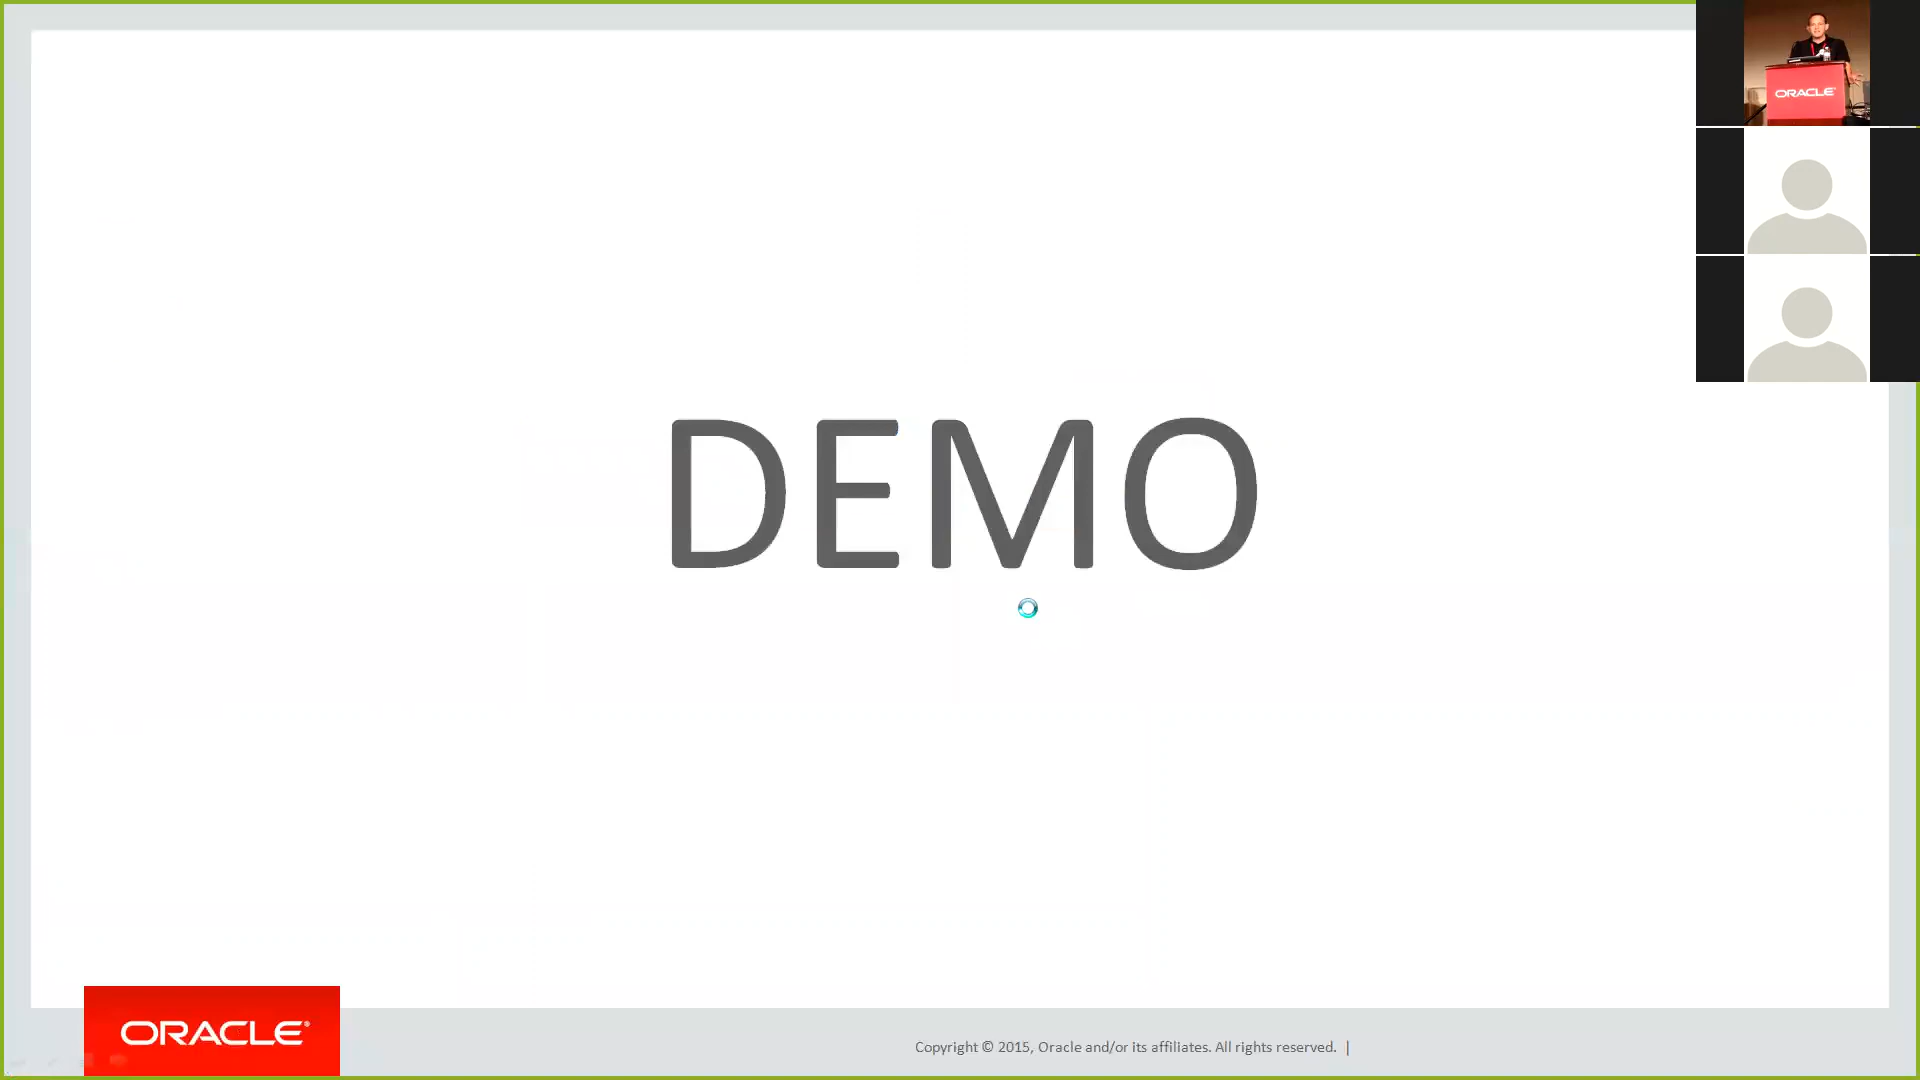 ORACLE
DEMO
ORACLE®
Copyright © 2015, Oracle and/or its affiliates. All rights reserved. |